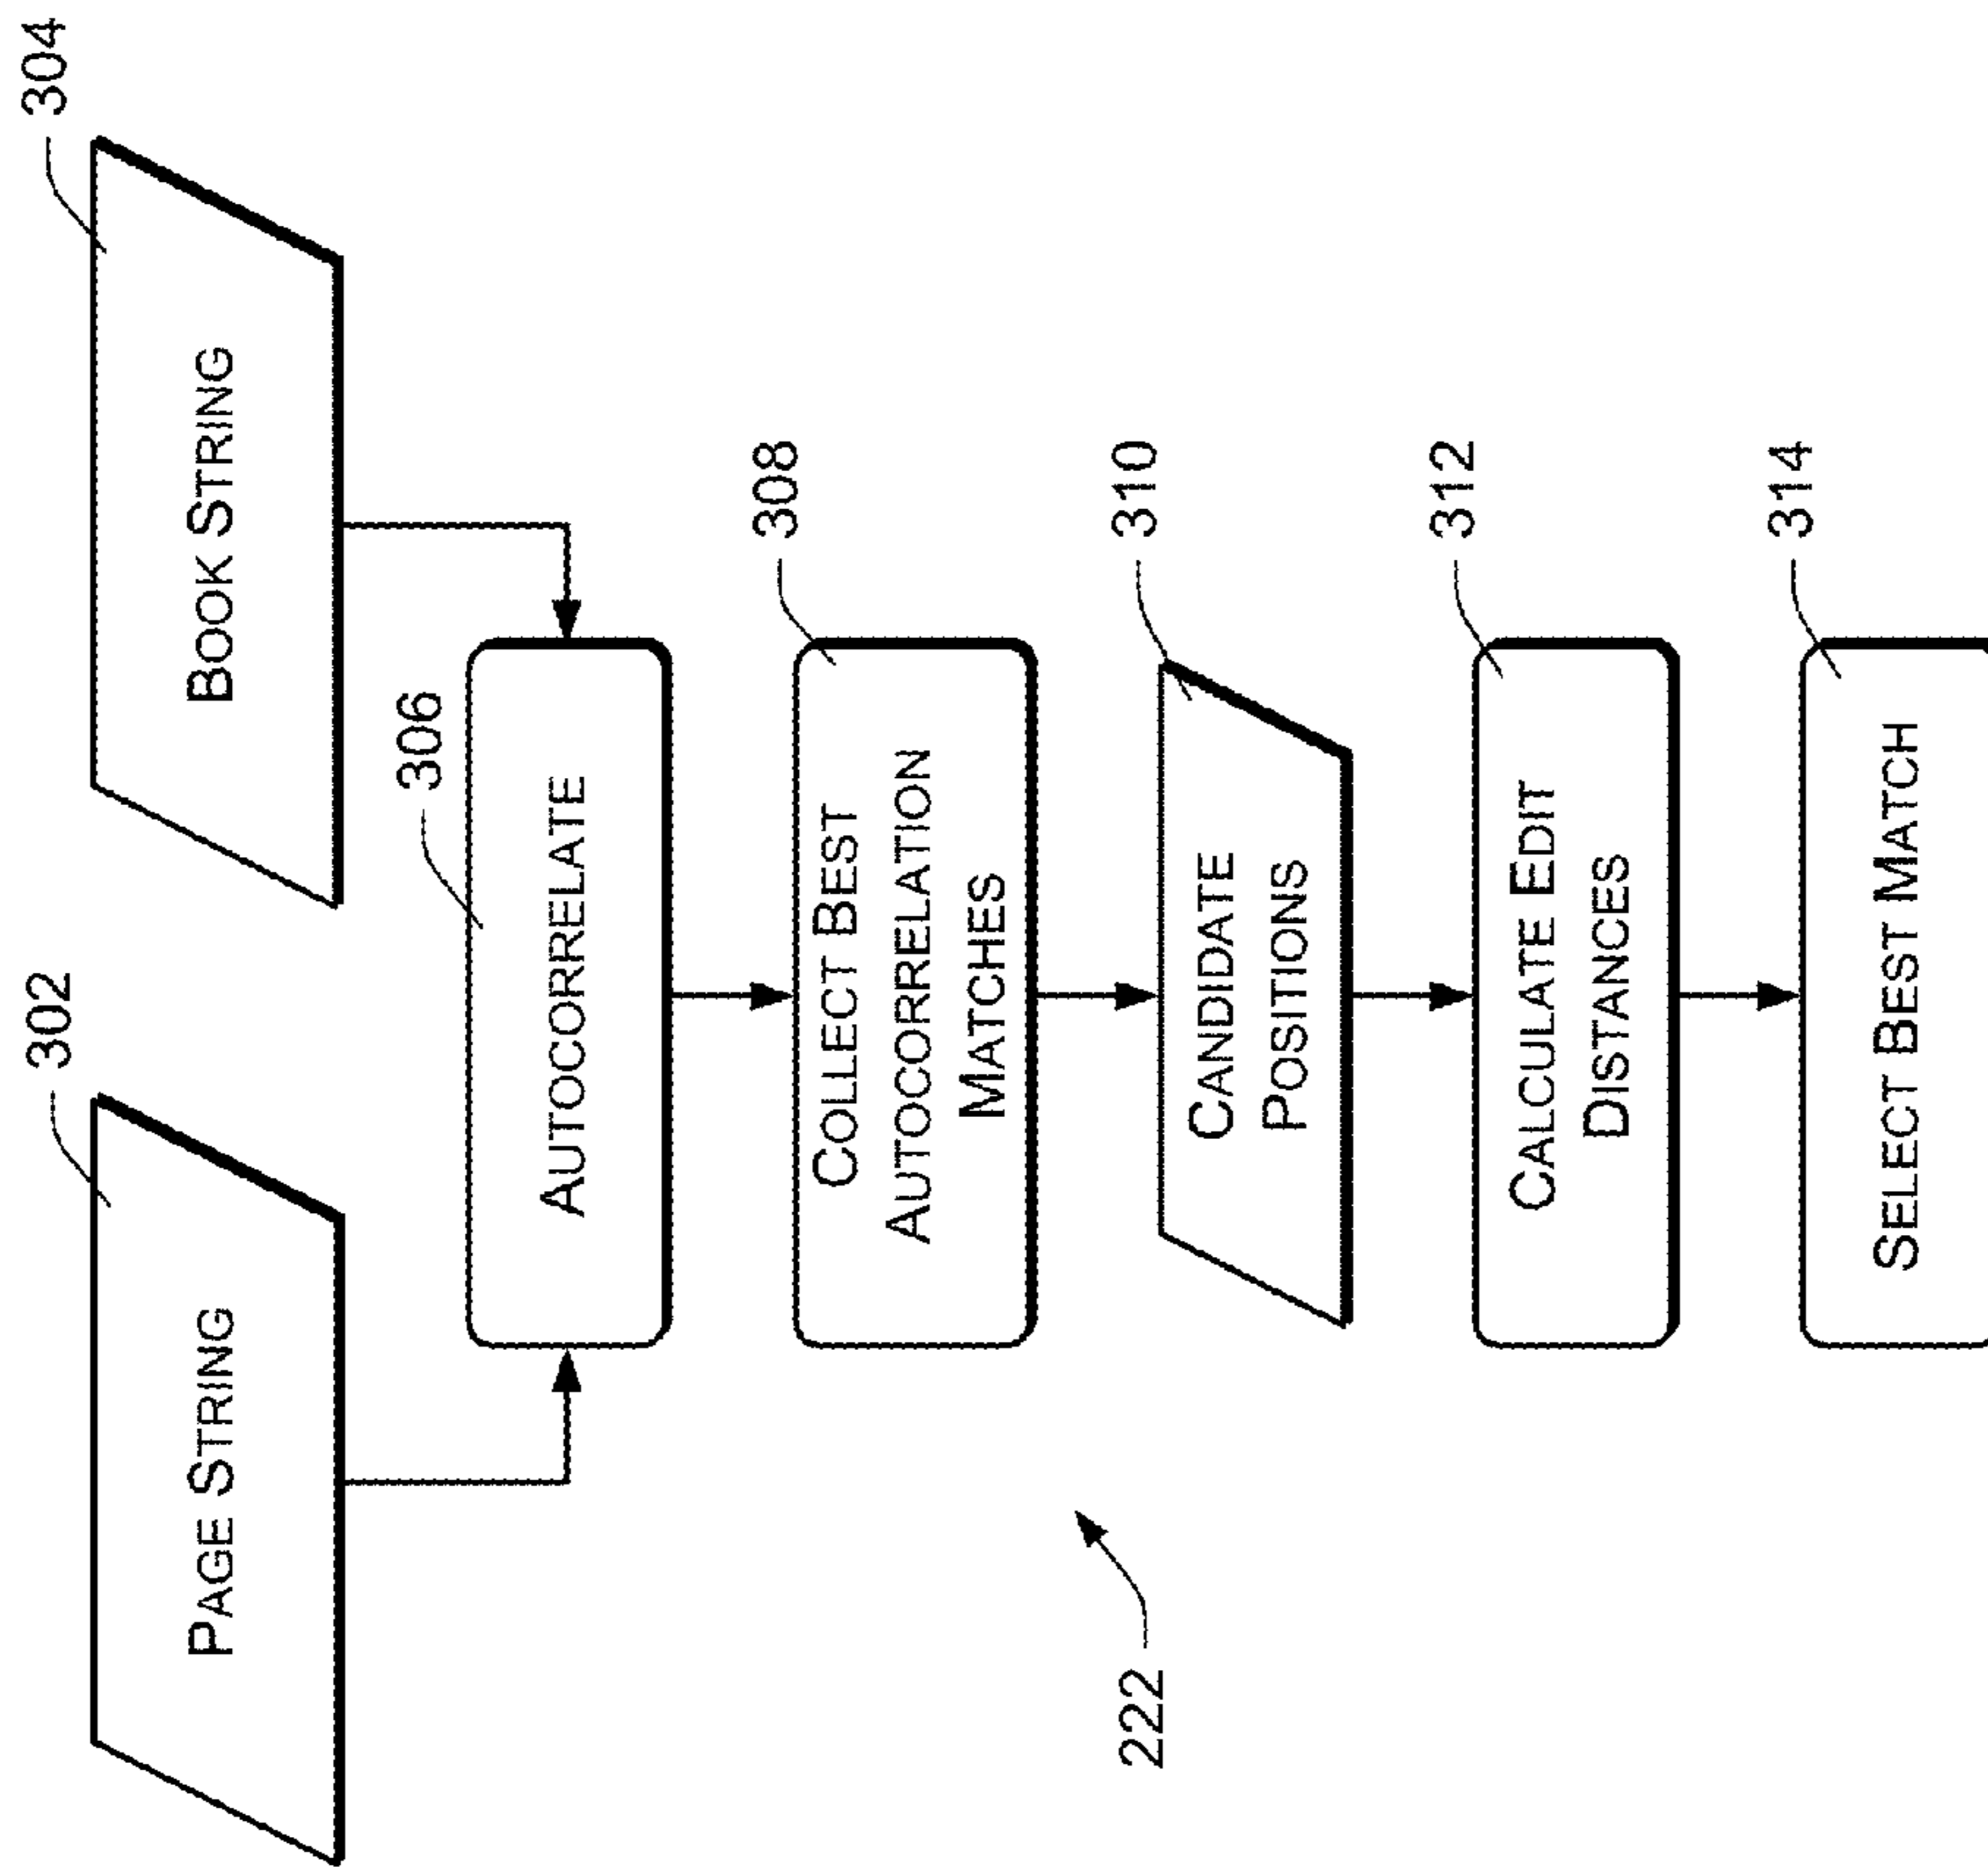 302
304
PAGE STRING
BOOK STRING
306
AUTOCORRELATE
308
COLLECT BEST
AUTOCORRELATION
MATCHES
310
CANDIDATE
POSITIONS
222
312
CALCULATE EDIT
DISTANCES
314
SELECT BEST MATCH